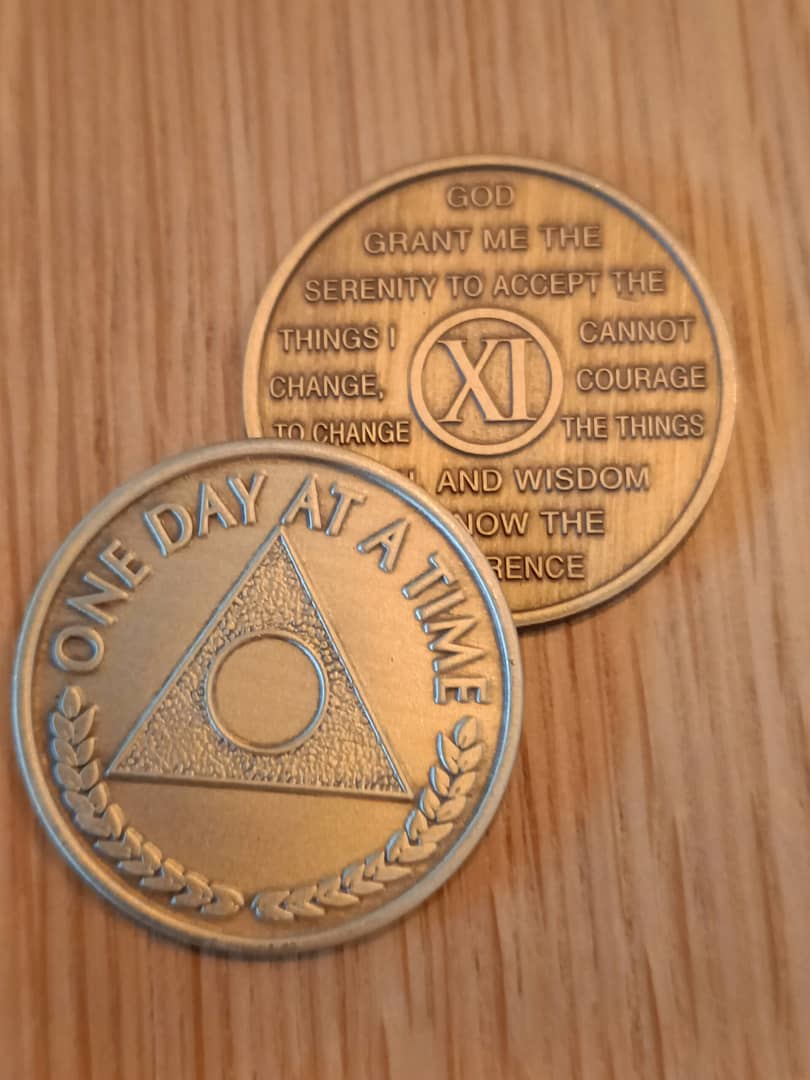 GOD
GRANT ME THE
SERENITY TO ACCEPT THE
THINGS I CANNOT
XI
CHANGE, COURAGE
TO CHANGE THE THINGS
AND WISDOM
NOW THE
RENCE
ONE DAY AT A TIME